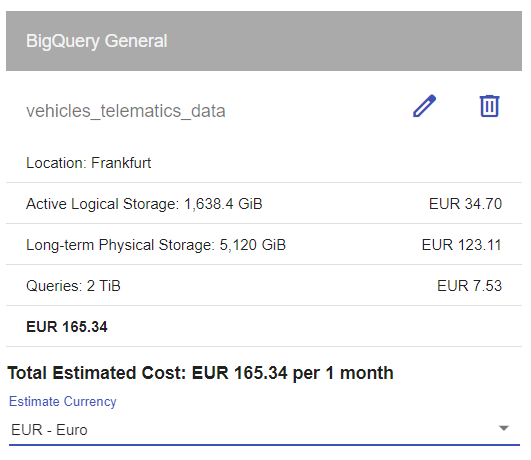 BigQuery General
vehicles_telematics_data
Location: Frankfurt
Active Logical Storage: 1,638.4 GiB EUR 34.70
Long-term Physical Storage: 5,120 GiB EUR 123.11
Queries: 2 TiB EUR 7.53
EUR 165.34
Total Estimated Cost: EUR 165.34 per 1 month
Estimate Currency
EUR - Euro